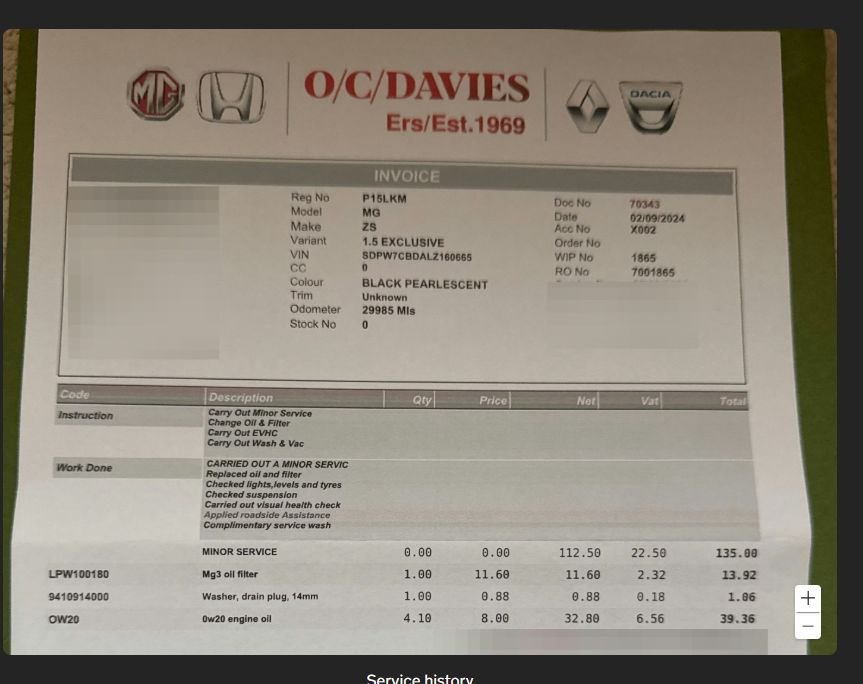 MG
O/C/DAVIES
Ers/Est.1969
DACIA
INVOICE
Reg No P15LKM
Model MG
Make ZS
Variant 1.5 EXCLUSIVE
VIN SDPW7CBDALZ160665
CC 0
Colour BLACK PEARLESCENT
Trim Unknown
Odometer 29985 Mls
Stock No 0
Doc No 70343
Date 02/09/2024
Acc No X002
Order No
WIP No 1865
RO No 7001865
Code Description Qty Price Net Vat Total
Instruction Carry Out Minor Service
Change Oil & Filter
Carry Out EVHC
Carry Out Wash & Vac
Work Done CARRIED OUT A MINOR SERVIC
Replaced oil and filter
Checked lights,levels and tyres
Checked suspension
Carried out visual health check
Applied roadside Assistance
Complimentary service wash
MINOR SERVICE 0.00 0.00 112.50 22.50 135.00
LPW100180 Mg3 oil filter 1.00 11.60 11.60 2.32 13.92
9410914000 Washer, drain plug, 14mm 1.00 0.88 0.88 0.18 1.06
OW20 0w20 engine oil 4.10 8.00 32.80 6.56 39.36
Service history